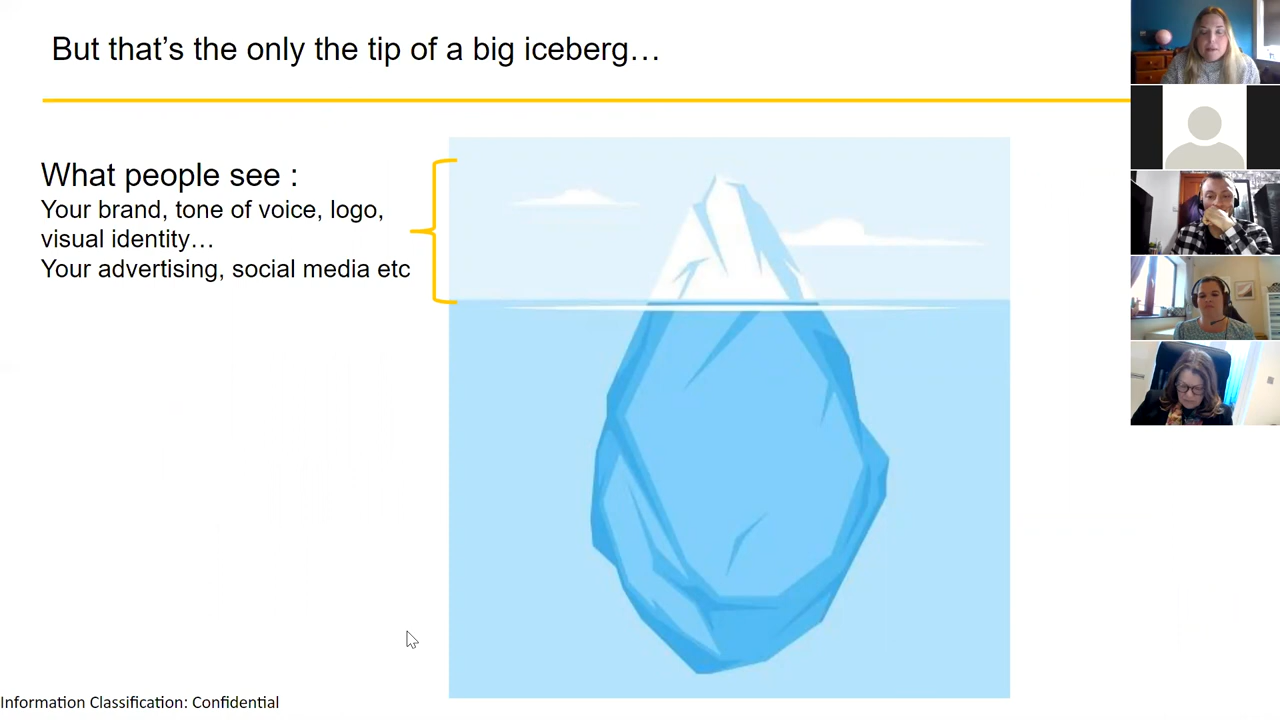 But that’s the only the tip of a big iceberg…
What people see :
Your brand, tone of voice, logo,
visual identity…
Your advertising, social media etc
Information Classification: Confidential